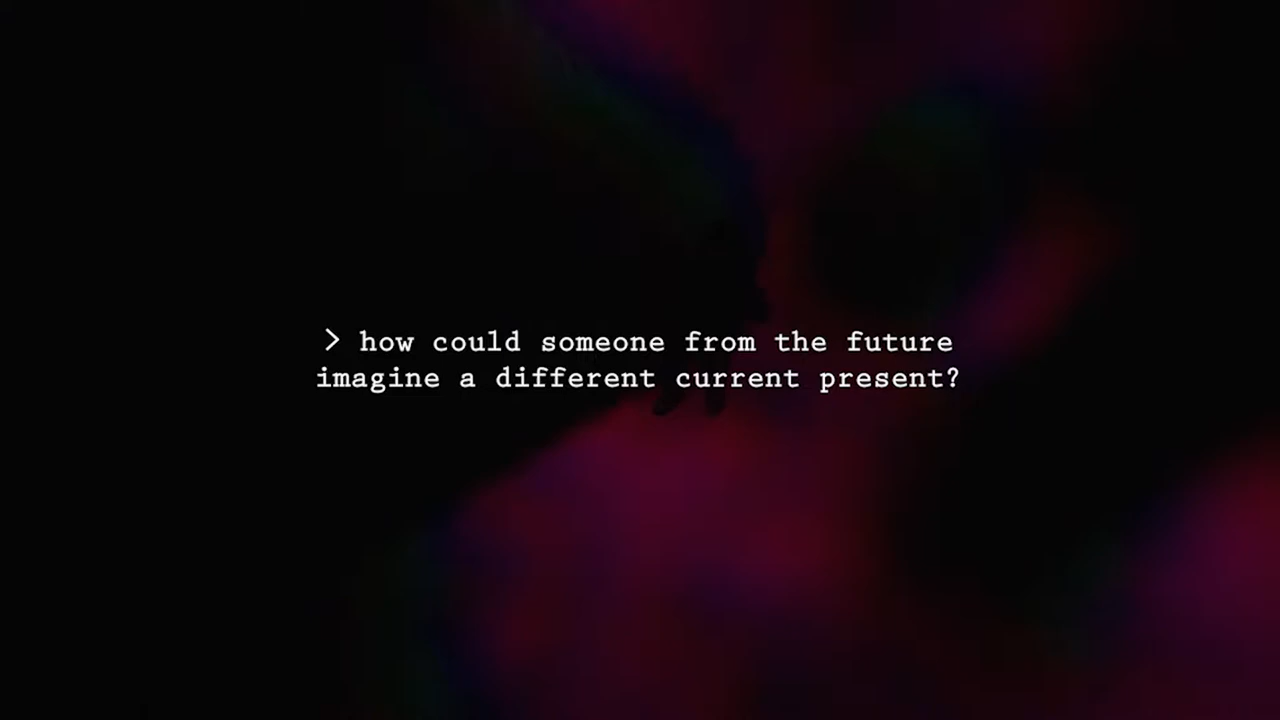 > how could someone from the future
imagine a different current present?